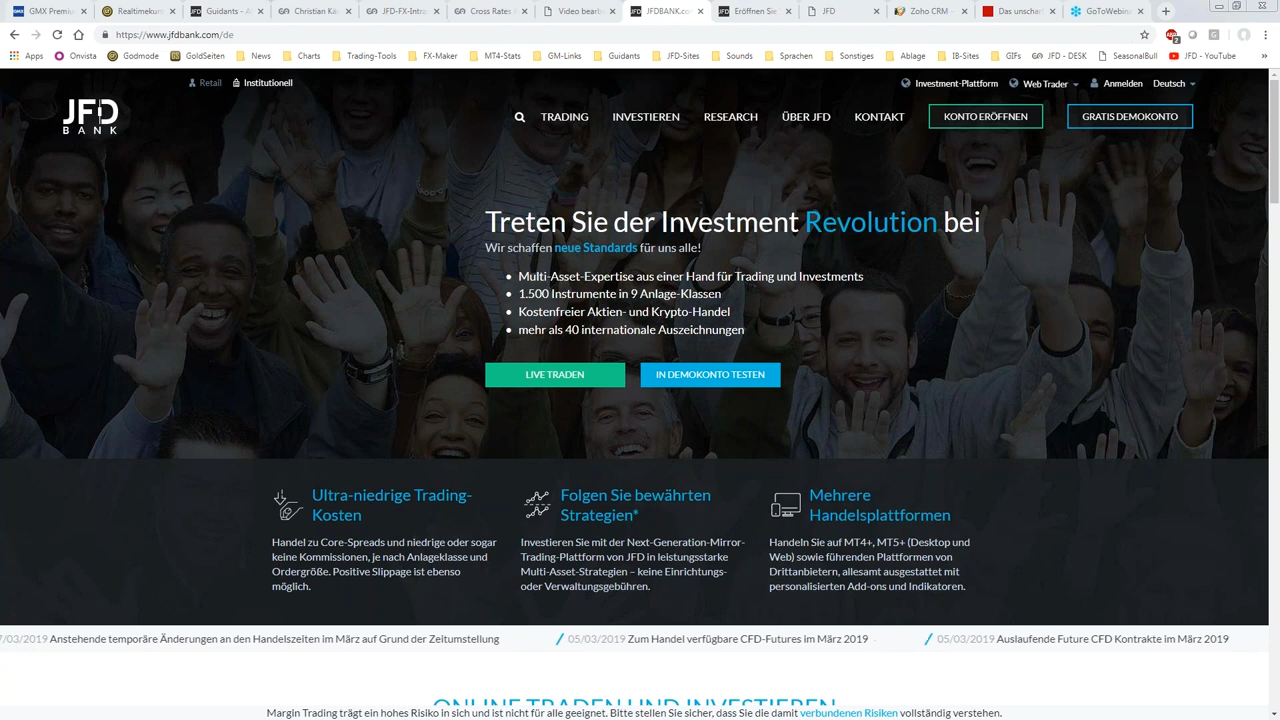 GMX Premiu
Realtimekurs
Guidants - Al
Christian Kä
JFD-FX-Intra
Cross Rates
Video bearb
JFDBANK.co
Eröffnen Sie
JFD
Zoho CRM -
Das unschar
GoToWebina
https://www.jfdbank.com/de
Apps Onvista Godmode GoldSeiten News Charts Trading-Tools FX-Maker MT4-Stats GM-Links Guidants JFD-Sites Sounds Sprachen Sonstiges Ablage IB-Sites GIFs JFD - DESK SeasonalBull JFD - YouTube »
Retail Institutionell
Investment-Plattform Web Trader Anmelden Deutsch
JFD
BANK
TRADING INVESTIEREN RESEARCH ÜBER JFD KONTAKT KONTO ERÖFFNEN GRATIS DEMOKONTO
Treten Sie der Investment Revolution bei
Wir schaffen neue Standards für uns alle!
• Multi-Asset-Expertise aus einer Hand für Trading und Investments
• 1.500 Instrumente in 9 Anlage-Klassen
• Kostenfreier Aktien- und Krypto-Handel
• mehr als 40 internationale Auszeichnungen
LIVE TRADEN IN DEMOKONTO TESTEN
Ultra-niedrige Trading-
Kosten
Handel zu Core-Spreads und niedrige oder sogar
keine Kommissionen, je nach Anlageklasse und
Ordergröße. Positive Slippage ist ebenso
möglich.
Folgen Sie bewährten
Strategien*
Investieren Sie mit der Next-Generation-Mirror-
Trading-Plattform von JFD in leistungsstarke
Multi-Asset-Strategien – keine Einrichtungs-
oder Verwaltungsgebühren.
Mehrere
Handelsplattformen
Handeln Sie auf MT4+, MT5+ (Desktop und
Web) sowie führenden Plattformen von
Drittanbietern, allesamt ausgestattet mit
personalisierten Add-ons und Indikatoren.
7/03/2019 Anstehende temporäre Änderungen an den Handelszeiten im März auf Grund der Zeitumstellung
05/03/2019 Zum Handel verfügbare CFD-Futures im März 2019
05/03/2019 Auslaufende Future CFD Kontrakte im März 2019
ONLINE TRADEN UND INVESTIEREN
Margin Trading trägt ein hohes Risiko in sich und ist nicht für alle geeignet. Bitte stellen Sie sicher, dass Sie die damit verbundenen Risiken vollständig verstehen.